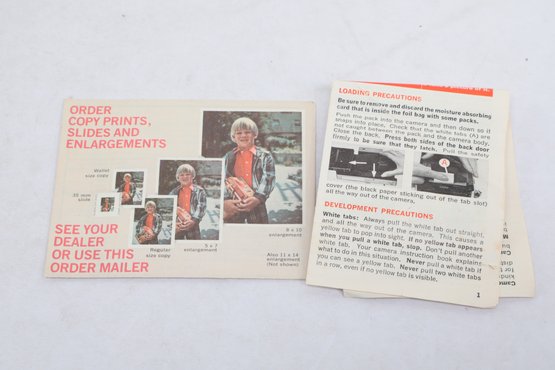 ORDER
COPY PRINTS,
SLIDES AND
ENLARGEMENTS
Wallet
size copy
35 mm
slide
Regular
size copy
5 x 7
enlargement
8 x 10
enlargement
Also 11 x 14
enlargement
(Not shown)
SEE YOUR
DEALER
OR USE THIS
ORDER MAILER
LOADING PRECAUTIONS
Be sure to remove and discard the moisture absorbing
card that is inside the foil bag with some packs.
Push the pack into the camera and then down so it
snaps into place. Check that the white tabs (A) are
not caught between the pack and the camera body.
Close the back. Press both sides of the back door
firmly to be sure that they latch. Pull the safety
A
cover (the black paper sticking out of the tab slot)
all the way out of the camera.
DEVELOPMENT PRECAUTIONS
White tabs: Always pull the white tab out straight,
and all the way out of the camera. This causes a
yellow tab to pop into sight. If no yellow tab appears
when you pull a white tab, stop. Don't pull another
white tab. Your camera instruction book explains
what to do in this situation. Never pull a white tab if
you can see a yellow tab. Never pull two white tabs
in a row, even if no yellow tab is visible.
1